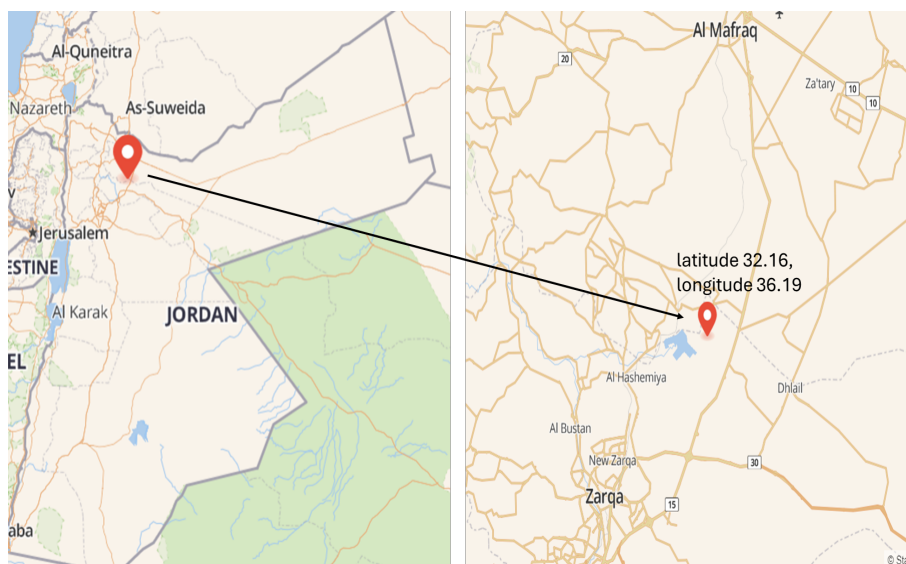 Al-Quneitra
Nazareth
As-Suweida
Jerusalem
ESTINE
Al Karak
JORDAN
EL
aba
Al Mafraq
20
Za'tary
10
10
latitude 32.16,
longitude 36.19
Al Hashemiya
Dhlail
Al Bustan
New Zarqa
30
Zarqa
15
© Sta